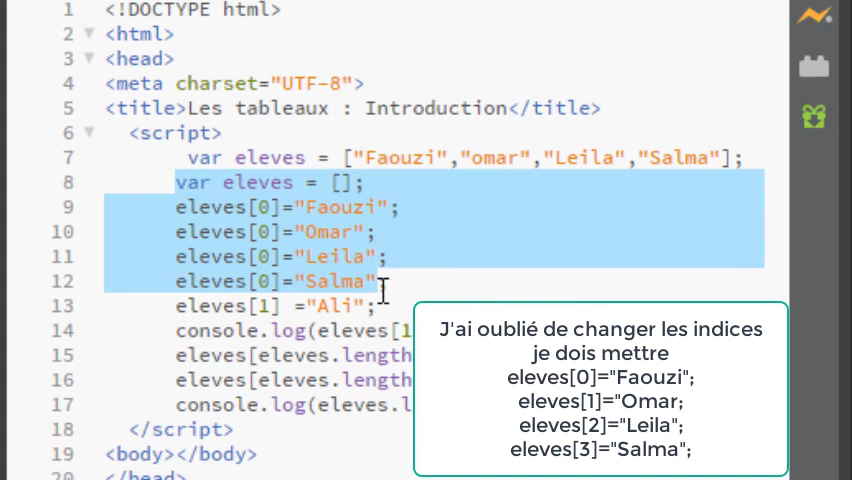 1 <!DOCTYPE html>
2 <html>
3 <head>
4 <meta charset="UTF-8">
5 <title>Les tableaux : Introduction</title>
6 <script>
7 var eleves = ["Faouzi","omar","Leila","Salma"];
8 var eleves = [];
9 eleves[0]="Faouzi";
10 eleves[0]="Omar";
11 eleves[0]="Leila";
12 eleves[0]="Salma";
13 eleves[1] ="Ali";
14 console.log(eleves[1
15 eleves[eleves.length
16 eleves[eleves.length
17 console.log(eleves.l
18 </script>
19 <body></body>
20 </head>
J'ai oublié de changer les indices
je dois mettre
eleves[0]="Faouzi";
eleves[1]="Omar;
eleves[2]="Leila";
eleves[3]="Salma";